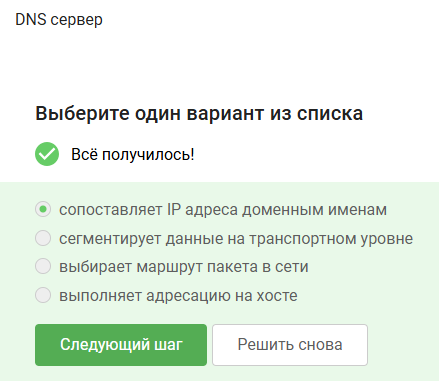 DNS сервер
Выберите один вариант из списка
Всё получилось!
сопоставляет IP адреса доменным именам
сегментирует данные на транспортном уровне
выбирает маршрут пакета в сети
выполняет адресацию на хосте
Следующий шаг Решить снова